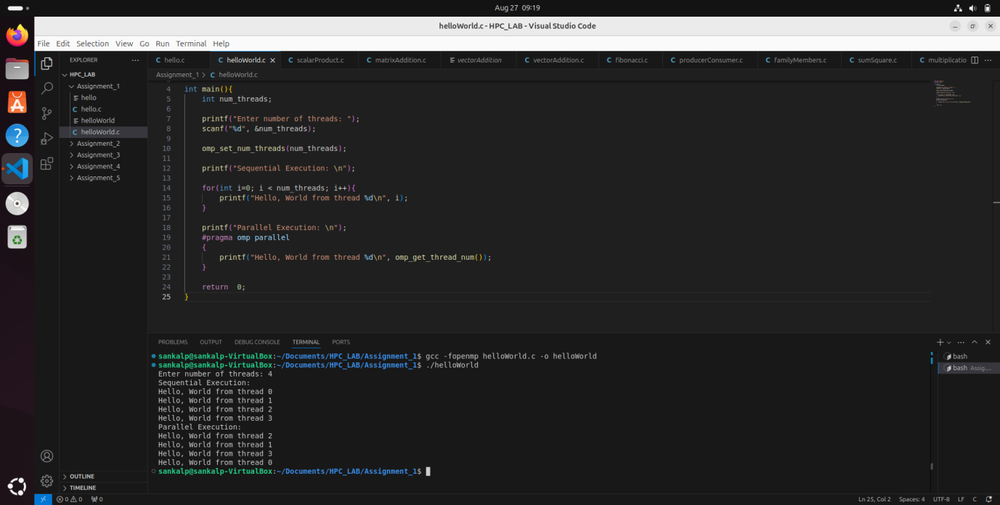 Aug 27 09:19
helloWorld.c - HPC_LAB - Visual Studio Code
File Edit Selection View Go Run Terminal Help
EXPLORER
HPC_LAB
Assignment_1
hello
hello.c
helloWorld
helloWorld.c
Assignment_2
Assignment_3
Assignment_4
Assignment_5
OUTLINE
TIMELINE
hello.c helloWorld.c scalarProduct.c matrixAddition.c vectorAddition vectorAddition.c fibonacci.c producerConsumer.c familyMembers.c sumSquare.c multiplicatio
Assignment_1 > helloWorld.c
4 int main(){
5 int num_threads;
6
7 printf("Enter number of threads: ");
8 scanf("%d", &num_threads);
9
10 omp_set_num_threads(num_threads);
11
12 printf("Sequential Execution: \n");
13
14 for(int i=0; i < num_threads; i++){
15 printf("Hello, World from thread %d\n", i);
16 }
17
18 printf("Parallel Execution: \n");
19 #pragma omp parallel
20 {
21 printf("Hello, World from thread %d\n", omp_get_thread_num());
22 }
23
24 return  0;
25 }
PROBLEMS OUTPUT DEBUG CONSOLE TERMINAL PORTS
sankalp@sankalp-VirtualBox:~/Documents/HPC_LAB/Assignment_1$ gcc -fopenmp helloWorld.c -o helloWorld
sankalp@sankalp-VirtualBox:~/Documents/HPC_LAB/Assignment_1$ ./helloWorld
Enter number of threads: 4
Sequential Execution:
Hello, World from thread 0
Hello, World from thread 1
Hello, World from thread 2
Hello, World from thread 3
Parallel Execution:
Hello, World from thread 2
Hello, World from thread 1
Hello, World from thread 3
Hello, World from thread 0
sankalp@sankalp-VirtualBox:~/Documents/HPC_LAB/Assignment_1$
bash
bash Assig...
0 0 0
Ln 25, Col 2 Spaces: 4 UTF-8 LF C